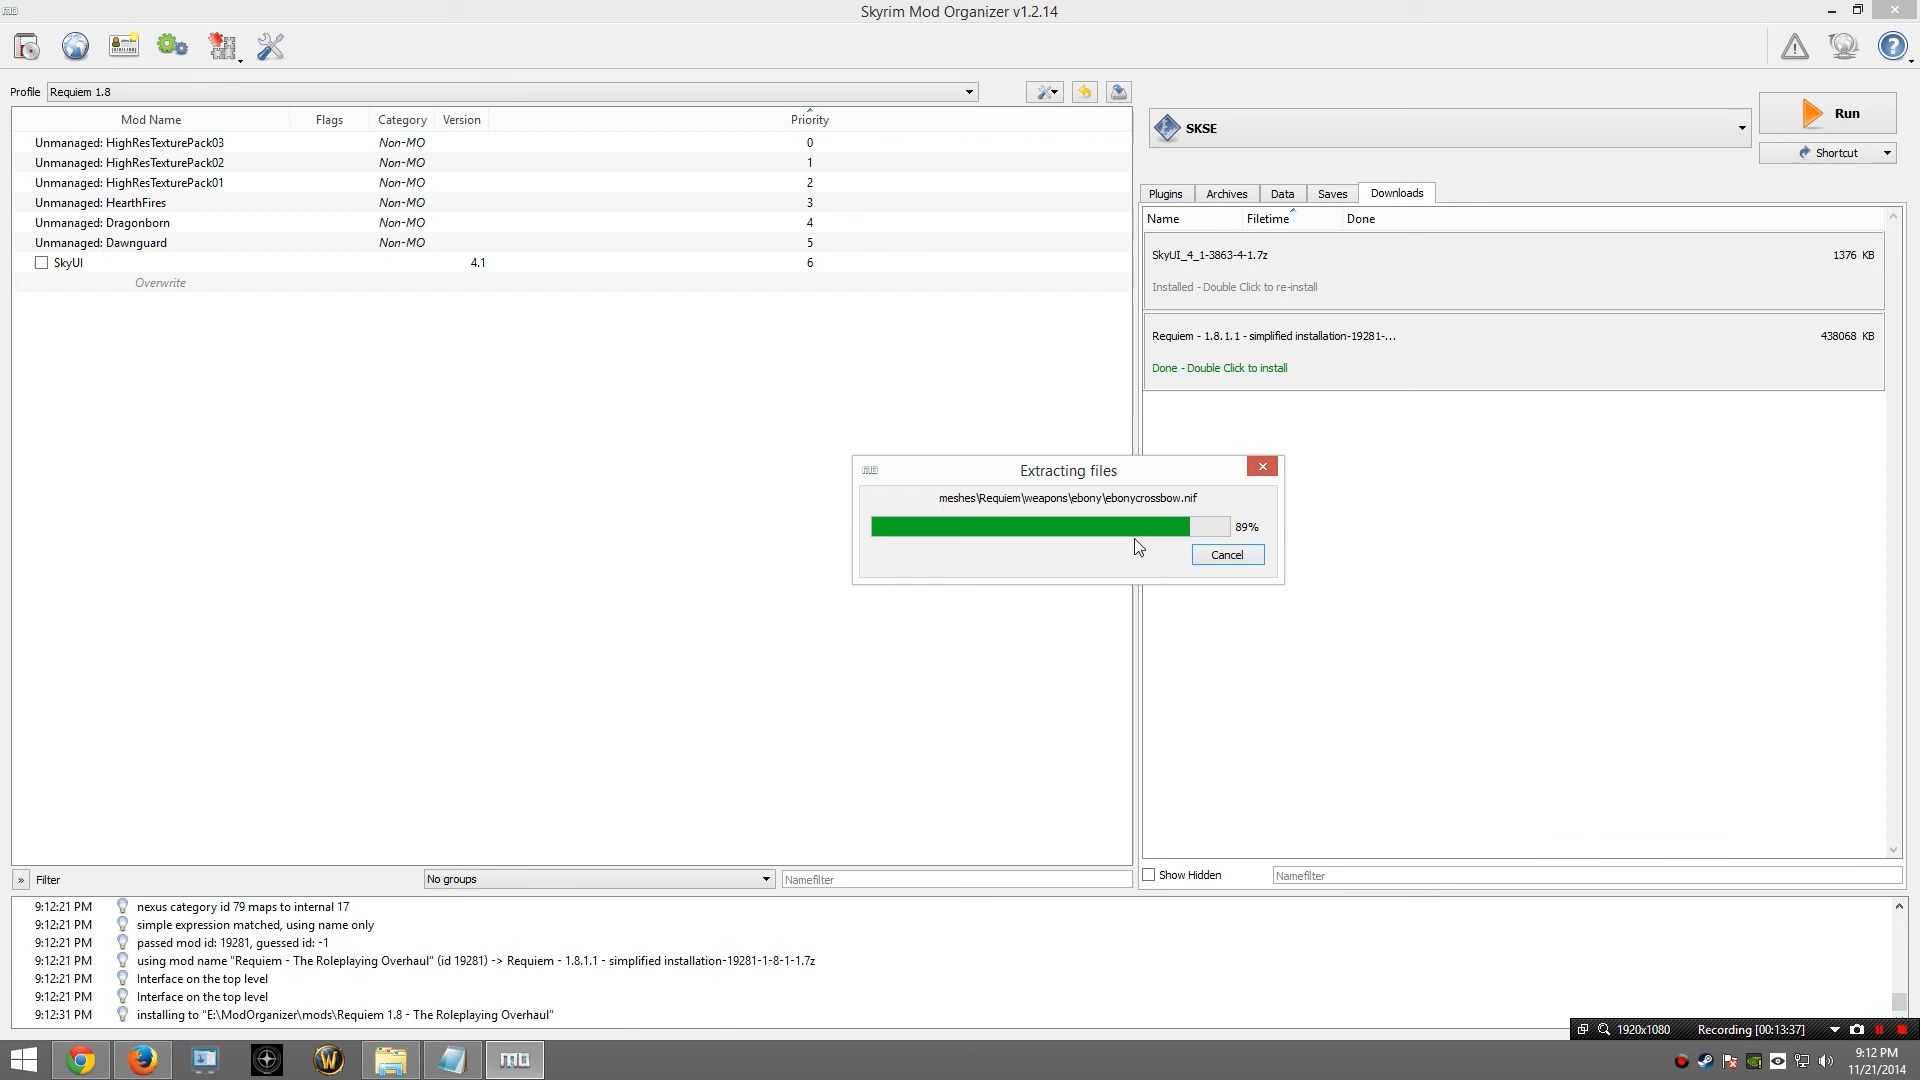 Skyrim Mod Organizer v1.2.14
Profile Requiem 1.8
Mod Name Flags Category Version Priority
Unmanaged: HighResTexturePack03 Non-MO 0
Unmanaged: HighResTexturePack02 Non-MO 1
Unmanaged: HighResTexturePack01 Non-MO 2
Unmanaged: HearthFires Non-MO 3
Unmanaged: Dragonborn Non-MO 4
Unmanaged: Dawnguard Non-MO 5
SkyUI 4.1 6
Overwrite
SKSE
Run
Shortcut
Plugins Archives Data Saves Downloads
Name Filetime Done
SkyUI_4_1-3863-4-1.7z 1376 KB
Installed - Double Click to re-install
Requiem - 1.8.1.1 - simplified installation-19281-... 438068 KB
Done - Double Click to install
Extracting files
meshes\Requiem\weapons\ebony\ebonycrossbow.nif
89%
Cancel
» Filter No groups Namefilter
Show Hidden Namefilter
9:12:21 PM nexus category id 79 maps to internal 17
9:12:21 PM simple expression matched, using name only
9:12:21 PM passed mod id: 19281, guessed id: -1
9:12:21 PM using mod name "Requiem - The Roleplaying Overhaul" (id 19281) -> Requiem - 1.8.1.1 - simplified installation-19281-1-8-1-1.7z
9:12:21 PM Interface on the top level
9:12:21 PM Interface on the top level
9:12:31 PM installing to "E:\ModOrganizer\mods\Requiem 1.8 - The Roleplaying Overhaul"
1920x1080 Recording [00:13:37]
9:12 PM
11/21/2014